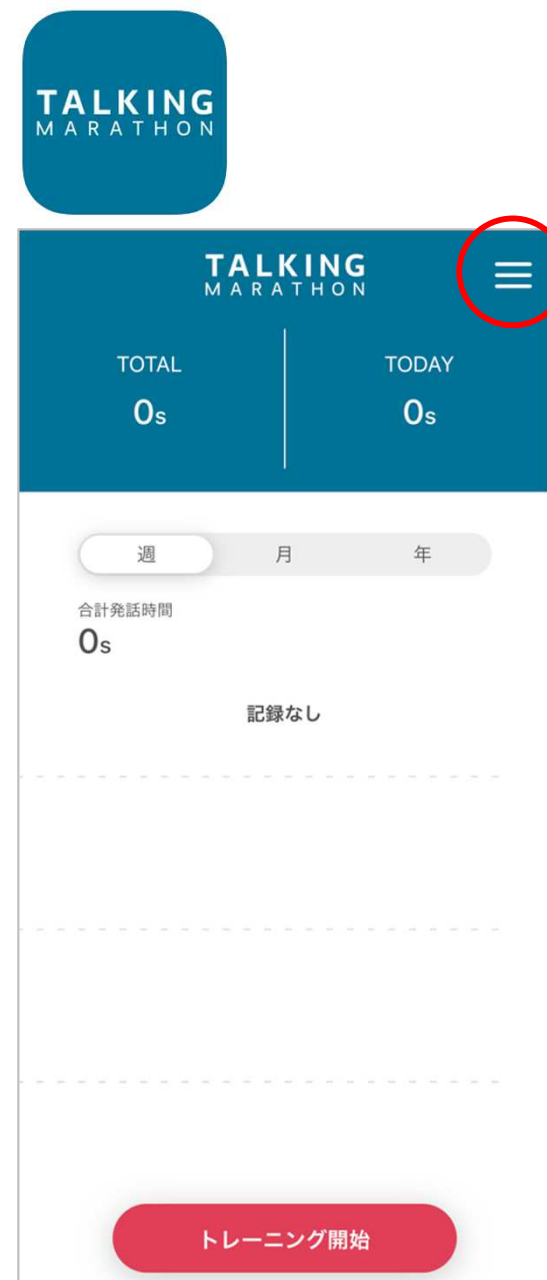 TALKING
MARATHON
TALKING
MARATHON
TOTAL
TODAY
0s
0s
週 月 年
合計発話時間
0s
記録なし
トレーニング開始